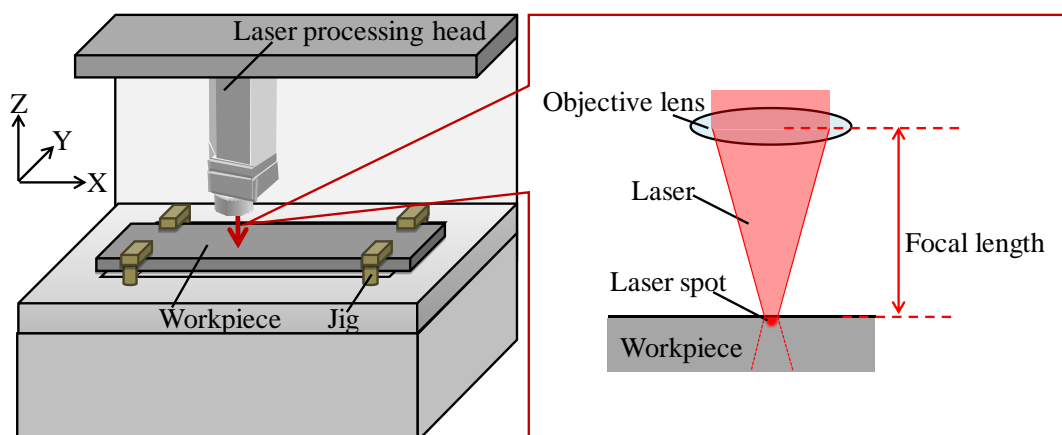 Laser processing head
Z
Y
X
Workpiece
Jig
Objective lens
Laser
Focal length
Laser spot
Workpiece